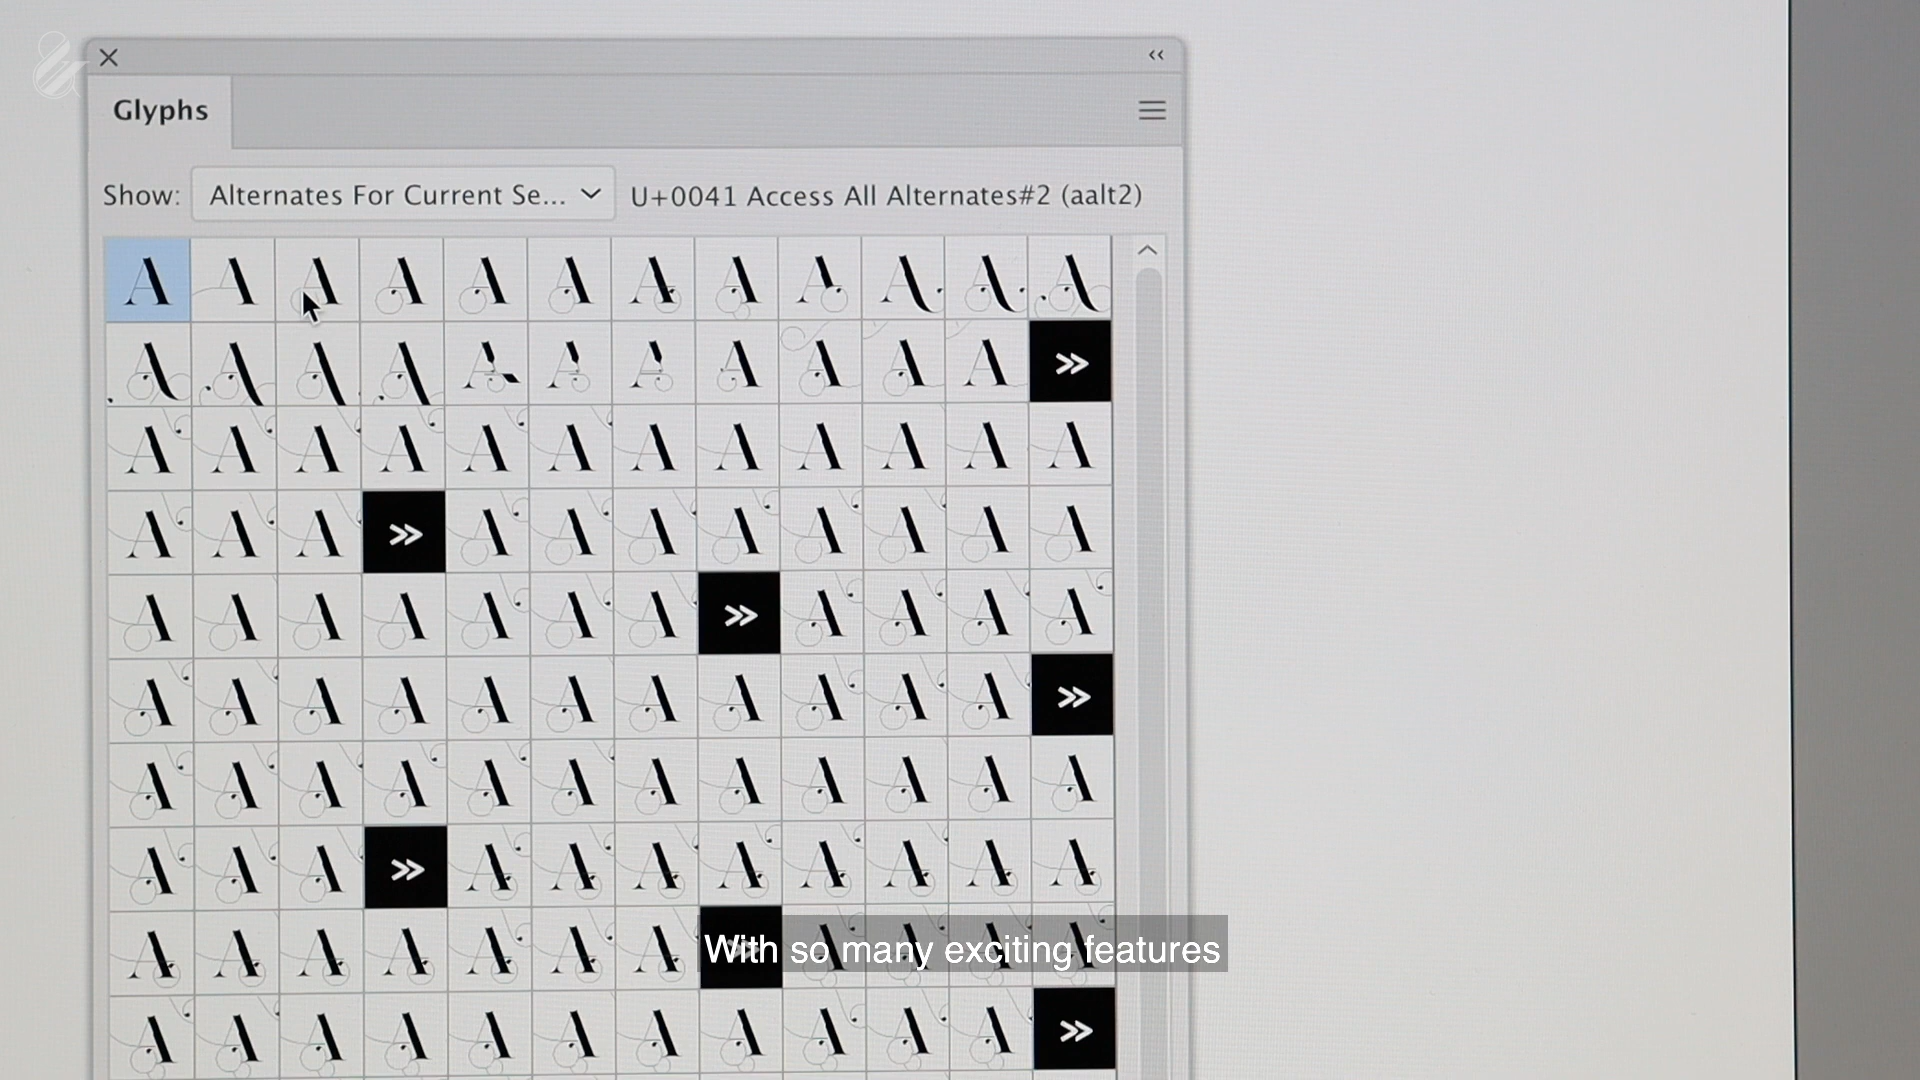 Glyphs
Show: Alternates For Current Se... U+0041 Access All Alternates#2 (aalt2)
A A A A A A A A A A A A
A A A A A A A A A A A »
A A A A A A A A A A A A
A A A » A A A A A A A A
A A A A A A A » A A A A
A A A A A A A A A A A »
A A A A A A A A A A A A
A A A » A A A A A A A A
A A A A A A A A A A A
A A A A A A A A A A A »
With so many exciting features